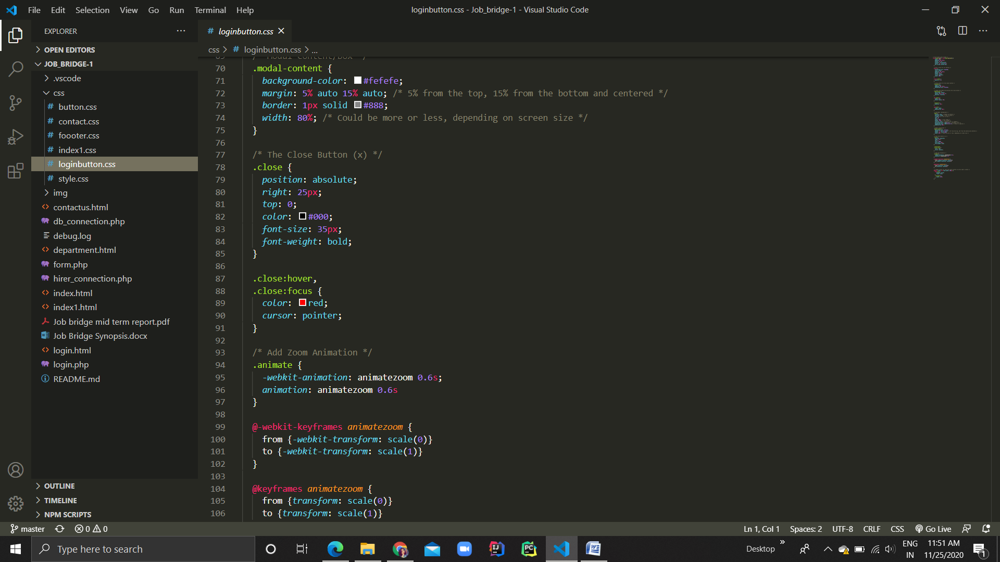 File Edit Selection View Go Run Terminal Help
loginbutton.css - Job_bridge-1 - Visual Studio Code
EXPLORER
OPEN EDITORS
JOB_BRIDGE-1
.vscode
css
# button.css
# contact.css
# foooter.css
# index1.css
# loginbutton.css
# style.css
img
<> contactus.html
db_connection.php
debug.log
<> department.html
form.php
hirer_connection.php
<> index.html
<> index1.html
Job bridge mid term report.pdf
Job Bridge Synopsis.docx
<> login.html
login.php
README.md
OUTLINE
TIMELINE
NPM SCRIPTS
# loginbutton.css
css > # loginbutton.css > ...
69 /* Modal Content/Box */
70 .modal-content {
71 background-color: #fefefe;
72 margin: 5% auto 15% auto; /* 5% from the top, 15% from the bottom and centered */
73 border: 1px solid #888;
74 width: 80%; /* Could be more or less, depending on screen size */
75 }
76
77 /* The Close Button (x) */
78 .close {
79 position: absolute;
80 right: 25px;
81 top: 0;
82 color: #000;
83 font-size: 35px;
84 font-weight: bold;
85 }
86
87 .close:hover,
88 .close:focus {
89 color: red;
90 cursor: pointer;
91 }
92
93 /* Add Zoom Animation */
94 .animate {
95 -webkit-animation: animatezoom 0.6s;
96 animation: animatezoom 0.6s
97 }
98
99 @-webkit-keyframes animatezoom {
100 from {-webkit-transform: scale(0)}
101 to {-webkit-transform: scale(1)}
102 }
103
104 @keyframes animatezoom {
105 from {transform: scale(0)}
106 to {transform: scale(1)}
master 0 0
Ln 1, Col 1 Spaces: 2 UTF-8 CRLF CSS Go Live
Type here to search
IJ
PC
W
Desktop
ENG
IN
11:51 AM
11/25/2020
1